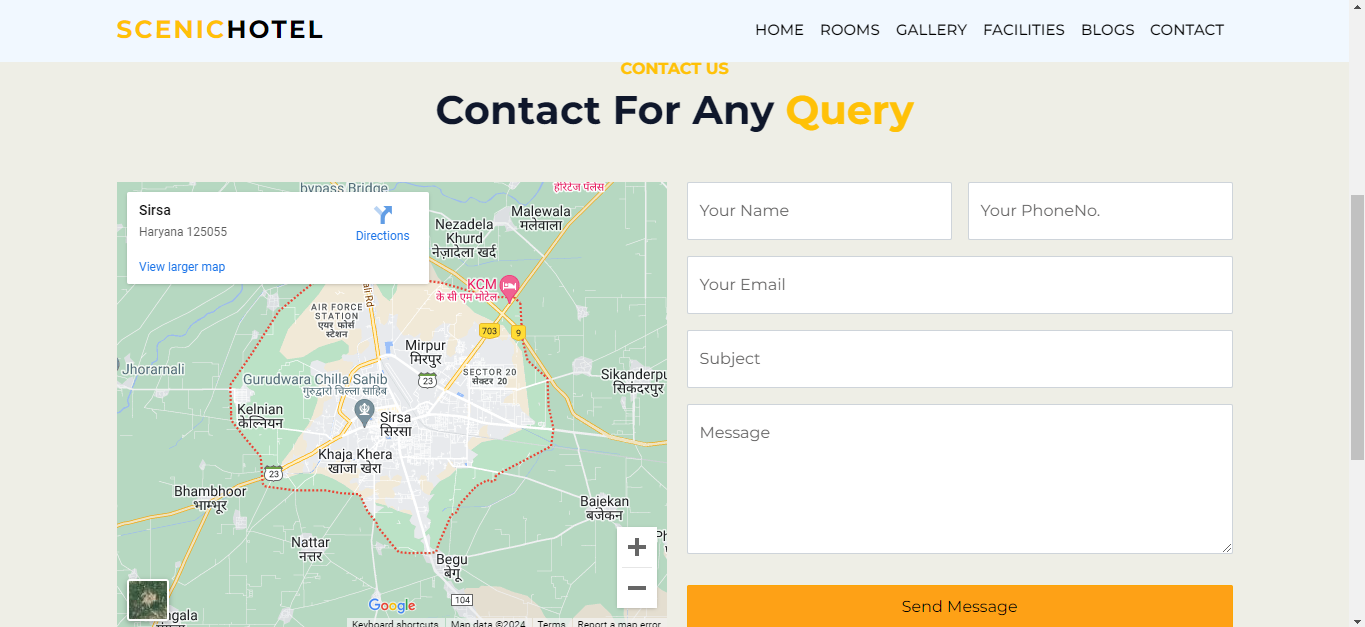 SCENICHOTEL
HOME ROOMS GALLERY FACILITIES BLOGS CONTACT
CONTACT US
Contact For Any Query
Sirsa
Haryana 125055
Directions
View larger map
bypass Bridge
हेरिटेज पैलेस
Malewala
मलेवाला
Nezadela
Khurd
नेज़ादेला खुर्द
KCM
के सी एम मोटेल
AIR FORCE
STATION
एयर फोर्स
स्टेशन
703
9
Mirpur
मिरपुर
SECTOR 20
सेक्टर 20
23
Jhorarnali
Gurudwara Chilla Sahib
गुरुद्वारो चिल्ला साहिब
Sikanderpu
सिकंदरपुर
Kelnian
केल्नियन
Sirsa
सिरसा
Khaja Khera
खाजा खेरा
23
Bhambhoor
भाम्भूर
Bajekan
बजेकन
Nattar
नत्तर
Begu
बेगू
104
ngala
Google
Keyboard shortcuts Map data ©2024 Terms Report a map error
Your Name
Your PhoneNo.
Your Email
Subject
Message
Send Message